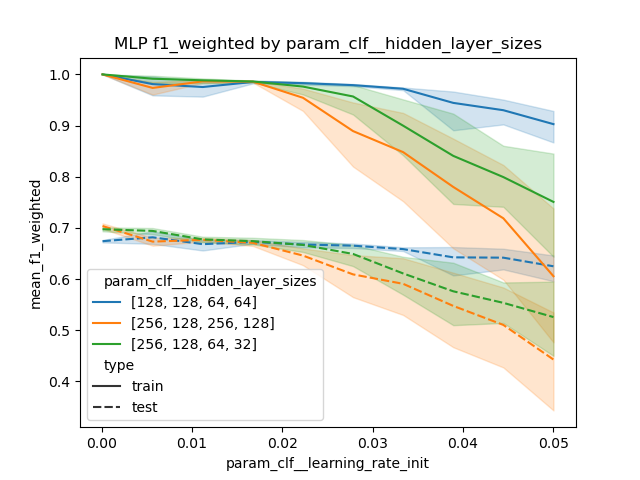 MLP f1_weighted by param_clf__hidden_layer_sizes
mean_f1_weighted
1.0
0.9
0.8
0.7
0.6
0.5
0.4
param_clf__hidden_layer_sizes
[128, 128, 64, 64]
[256, 128, 256, 128]
[256, 128, 64, 32]
type
train
test
0.00 0.01 0.02 0.03 0.04 0.05
param_clf__learning_rate_init